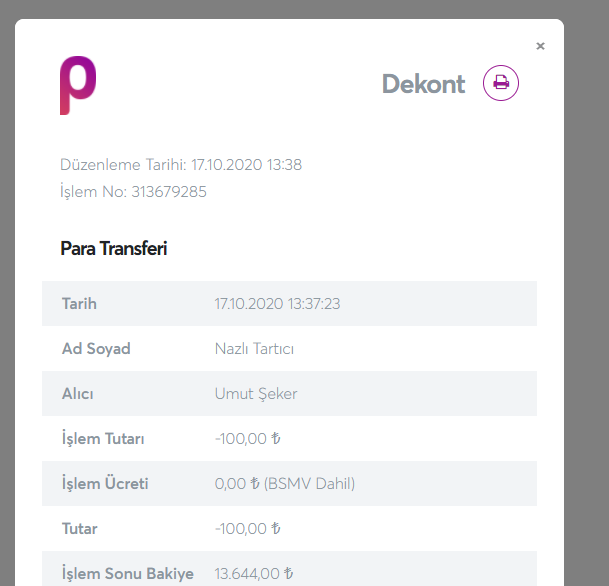 ×
p
Dekont
Düzenleme Tarihi: 17.10.2020 13:38
İşlem No: 313679285
Para Transferi
Tarih 17.10.2020 13:37:23
Ad Soyad Nazlı Tartıcı
Alıcı Umut Şeker
İşlem Tutarı -100,00 ₺
İşlem Ücreti 0,00 ₺ (BSMV Dahil)
Tutar -100,00 ₺
İşlem Sonu Bakiye 13.644,00 ₺